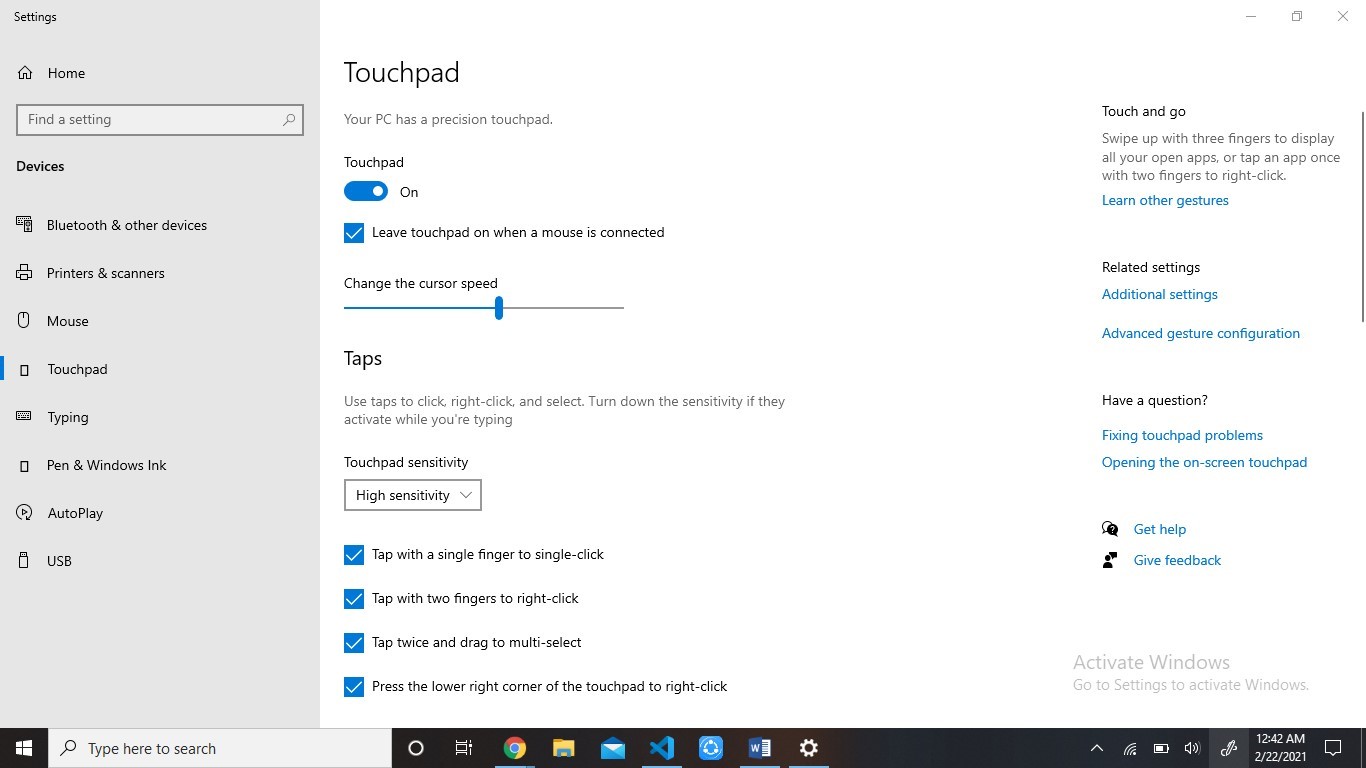 Settings
Home
Find a setting
Devices
Bluetooth & other devices
Printers & scanners
Mouse
Touchpad
Typing
Pen & Windows Ink
AutoPlay
USB
Touchpad
Your PC has a precision touchpad.
Touchpad
On
Leave touchpad on when a mouse is connected
Change the cursor speed
Taps
Use taps to click, right-click, and select. Turn down the sensitivity if they
activate while you're typing
Touchpad sensitivity
High sensitivity
Tap with a single finger to single-click
Tap with two fingers to right-click
Tap twice and drag to multi-select
Press the lower right corner of the touchpad to right-click
Touch and go
Swipe up with three fingers to display
all your open apps, or tap an app once
with two fingers to right-click.
Learn other gestures
Related settings
Additional settings
Advanced gesture configuration
Have a question?
Fixing touchpad problems
Opening the on-screen touchpad
Get help
Give feedback
Activate Windows
Go to Settings to activate Windows.
Type here to search
12:42 AM
2/22/2021